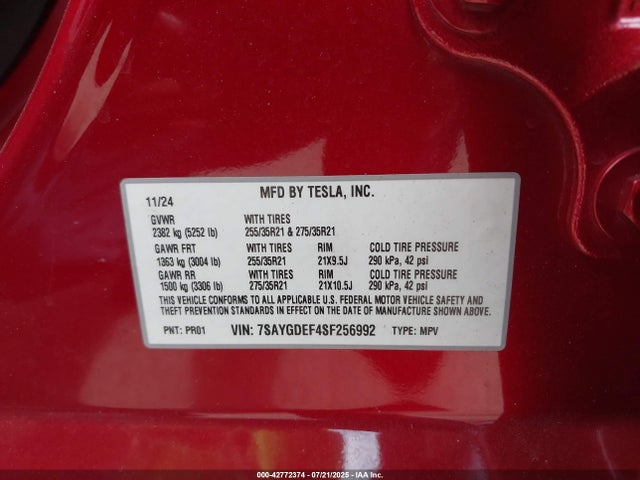 MFD BY TESLA, INC.
11/24
GVWR WITH TIRES
2382 kg (5252 lb) 255/35R21 & 275/35R21
GAWR FRT WITH TIRES RIM COLD TIRE PRESSURE
1363 kg (3004 lb) 255/35R21 21X9.5J 290 kPa, 42 psi
GAWR RR WITH TIRES RIM COLD TIRE PRESSURE
1500 kg (3306 lb) 275/35R21 21X10.5J 290 kPa, 42 psi
THIS VEHICLE CONFORMS TO ALL APPLICABLE U.S. FEDERAL MOTOR VEHICLE SAFETY AND
THEFT PREVENTION STANDARDS IN EFFECT ON THE DATE OF MANUFACTURE SHOWN ABOVE.
PNT: PR01 VIN: 7SAYGDEF4SF256992 TYPE: MPV
000-42772374 - 07/21/2025 - Copyright © 2025 - IAA Inc.